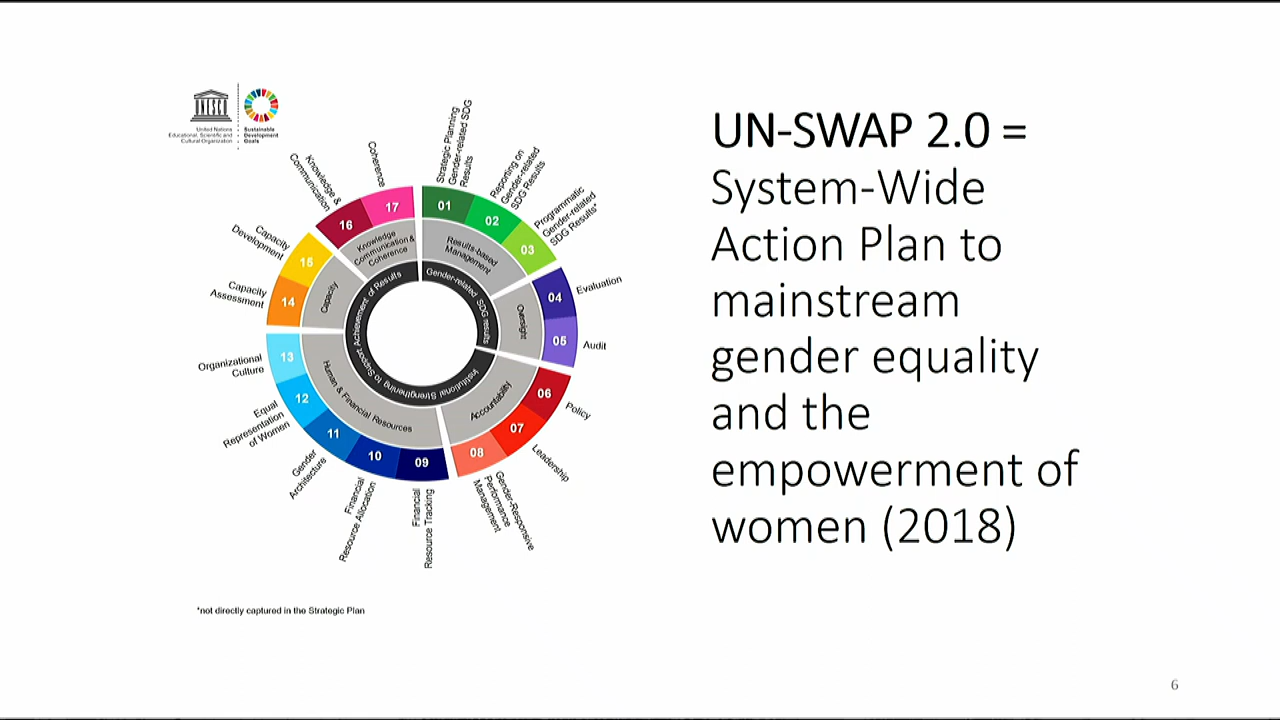 UNESCO
United Nations
Educational, Scientific and
Cultural Organization
Sustainable
Development
Goals
UN-SWAP 2.0 =
System-Wide
Action Plan to
mainstream
gender equality
and the
empowerment of
women (2018)
01
Strategic Planning
Gender-related SDG
Results
02
Reporting on
Gender-related
SDG Results
03
Programmatic
Gender-related
SDG Results*
04
Evaluation
05
Audit
06
Policy
07
Leadership
08
Gender-Responsive
Performance
Management
09
Financial
Resource Tracking
10
Financial
Resource Allocation
11
Gender
Architecture
12
Equal
Representation
of Women
13
Organizational
Culture
14
Capacity
Assessment
15
Capacity
Development
16
Knowledge &
Communication
17
Coherence
Results-based
Management
Oversight
Accountability
Human & Financial Resources
Capacity
Knowledge
Communication &
Coherence
Gender-related SDG results
Institutional Strengthening to Support Achievement of Results
*not directly captured in the Strategic Plan
6